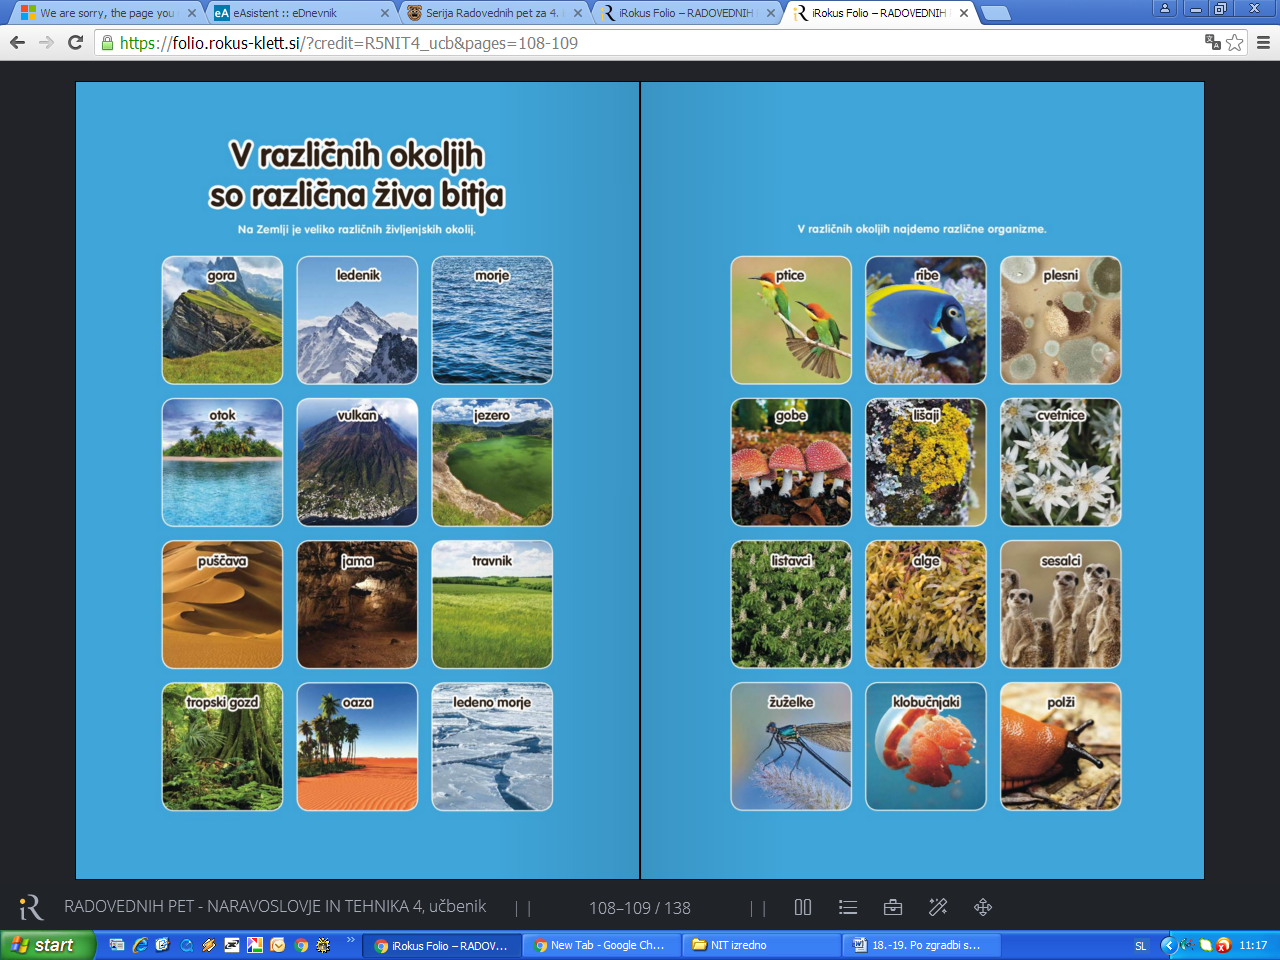 We are sorry, the page you
eA eAsistent :: eDnevnik
Serija Radovednih pet za 4.
iRokus Folio – RADOVEDNIH
iRokus Folio – RADOVEDNIH
https://folio.rokus-klett.si/?credit=R5NIT4_ucb&pages=108-109
V različnih okoljih
so različna živa bitja
Na Zemlji je veliko različnih življenjskih okolij.
gora
ledenik
morje
otok
vulkan
jezero
puščava
jama
travnik
tropski gozd
oaza
ledeno morje
V različnih okoljih najdemo različne organizme.
ptice
ribe
plesni
gobe
lišaji
cvetnice
listavci
alge
sesalci
žuželke
klobučnjaki
polži
iR RADOVEDNIH PET - NARAVOSLOVJE IN TEHNIKA 4, učbenik
108–109 / 138
start
iRokus Folio – RADOV...
New Tab - Google Ch...
NIT izredno
18.-19. Po zgradbi s...
SL
11:17